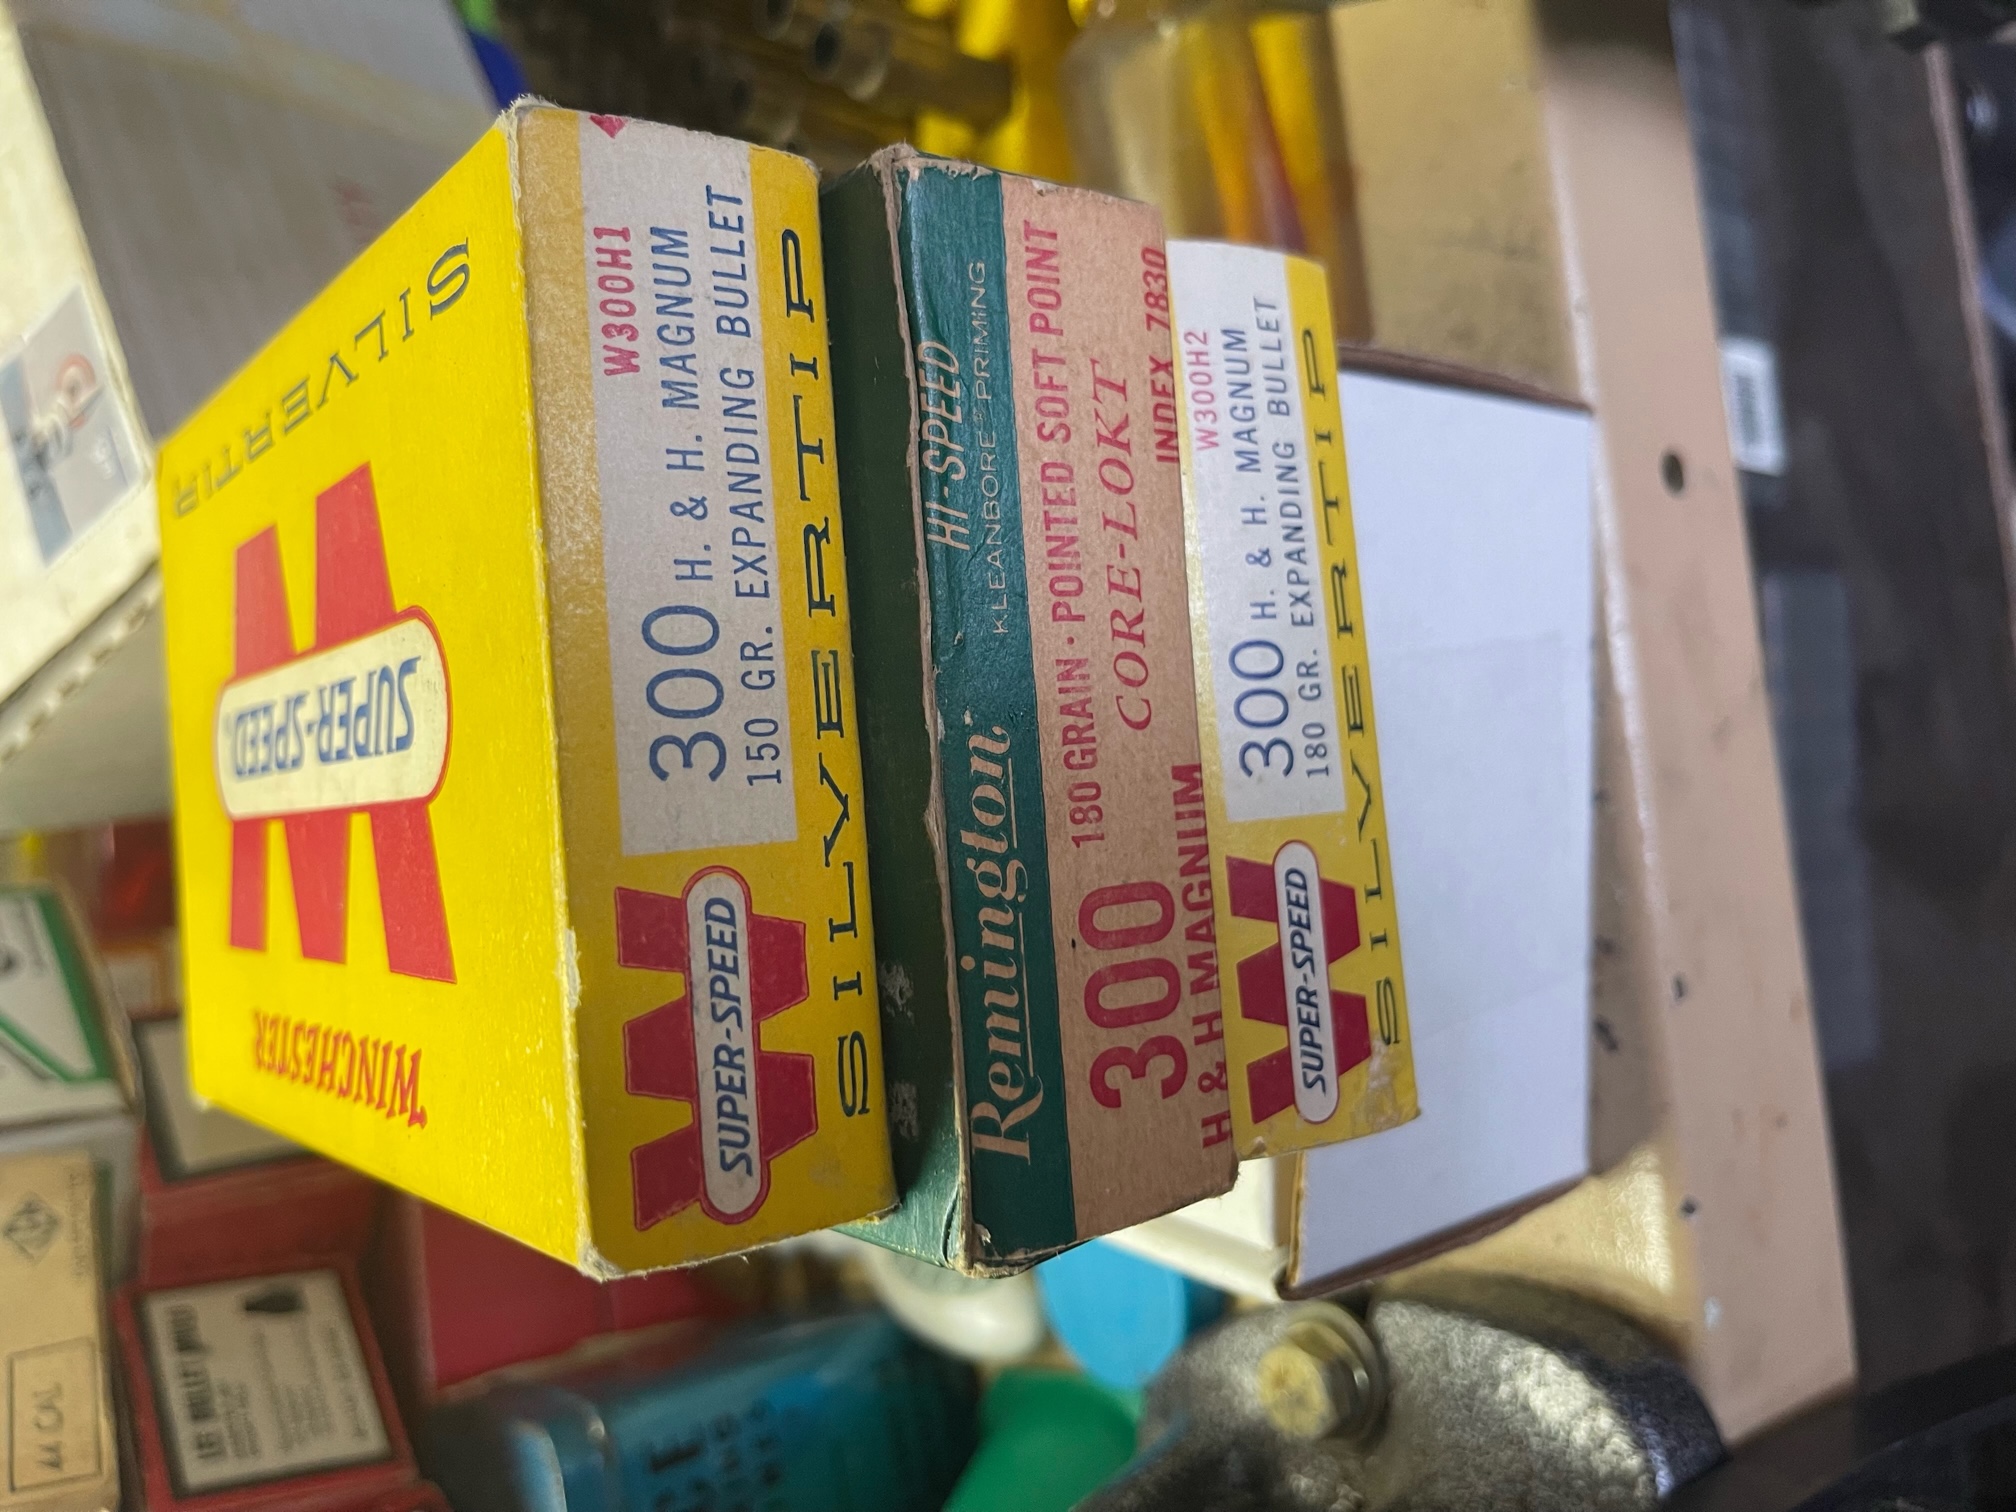 SILVERTIP
SUPER-SPEED
WINCHESTER
W300H1
300 H. & H. MAGNUM
150 GR. EXPANDING BULLET
SUPER-SPEED
SILVERTIP
HI-SPEED
Remington
KLEANBORE PRIMING
180 GRAIN · POINTED SOFT POINT
300 CORE-LOKT
H & H MAGNUM INDEX 7830
W300H2
300 H. & H. MAGNUM
180 GR. EXPANDING BULLET
SUPER-SPEED
SILVERTIP
44 CAL